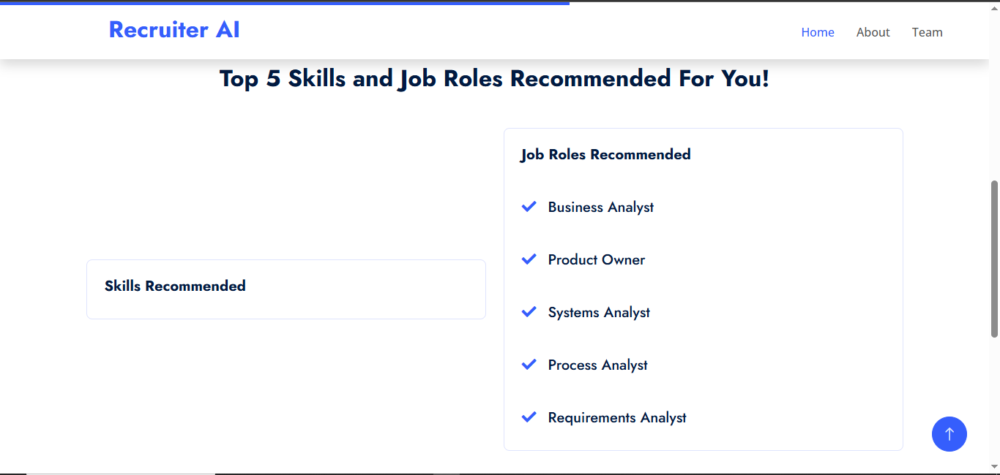 Recruiter AI
Home About Team
Top 5 Skills and Job Roles Recommended For You!
Skills Recommended
Job Roles Recommended
Business Analyst
Product Owner
Systems Analyst
Process Analyst
Requirements Analyst